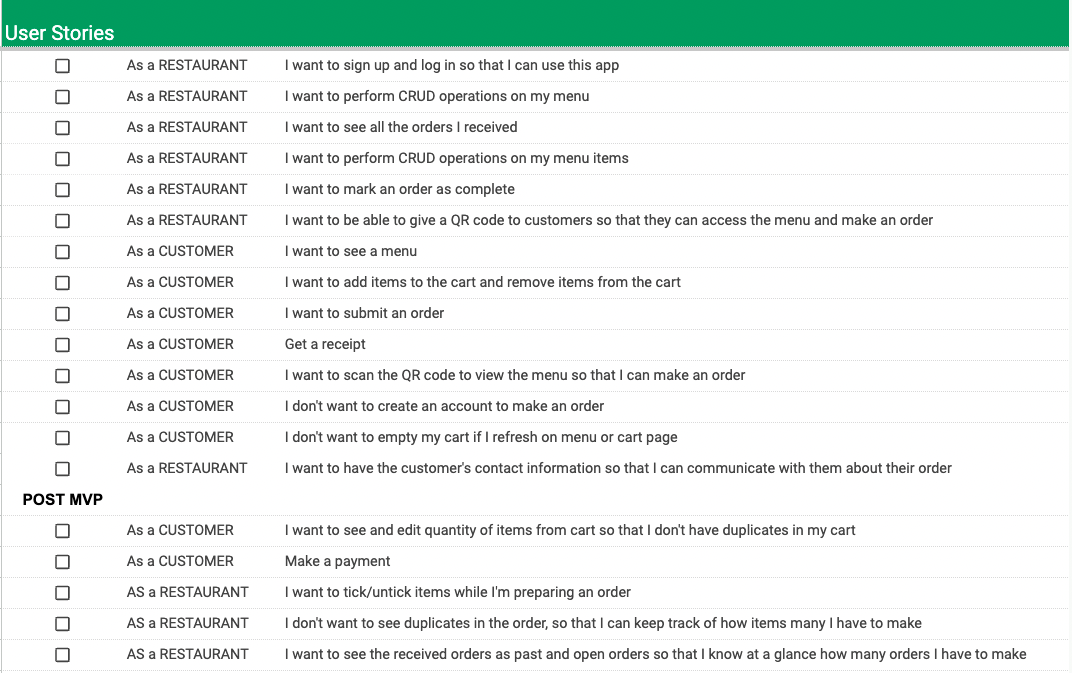 User Stories
As a RESTAURANT I want to sign up and log in so that I can use this app
As a RESTAURANT I want to perform CRUD operations on my menu
As a RESTAURANT I want to see all the orders I received
As a RESTAURANT I want to perform CRUD operations on my menu items
As a RESTAURANT I want to mark an order as complete
As a RESTAURANT I want to be able to give a QR code to customers so that they can access the menu and make an order
As a CUSTOMER I want to see a menu
As a CUSTOMER I want to add items to the cart and remove items from the cart
As a CUSTOMER I want to submit an order
As a CUSTOMER Get a receipt
As a CUSTOMER I want to scan the QR code to view the menu so that I can make an order
As a CUSTOMER I don't want to create an account to make an order
As a CUSTOMER I don't want to empty my cart if I refresh on menu or cart page
As a RESTAURANT I want to have the customer's contact information so that I can communicate with them about their order
POST MVP
As a CUSTOMER I want to see and edit quantity of items from cart so that I don't have duplicates in my cart
As a CUSTOMER Make a payment
AS a RESTAURANT I want to tick/untick items while I'm preparing an order
AS a RESTAURANT I don't want to see duplicates in the order, so that I can keep track of how items many I have to make
AS a RESTAURANT I want to see the received orders as past and open orders so that I know at a glance how many orders I have to make